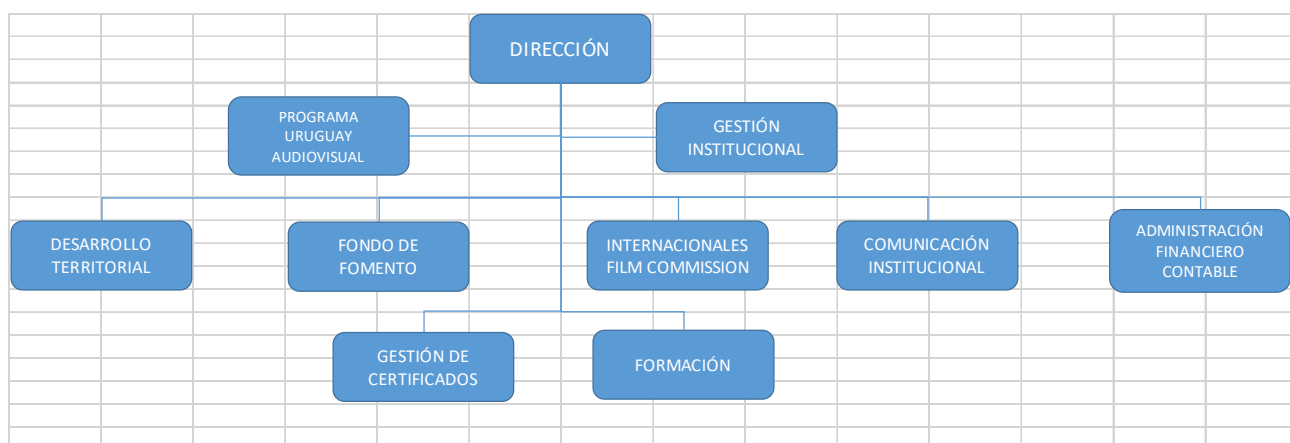 DIRECCIÓN
PROGRAMA
URUGUAY
AUDIOVISUAL
GESTIÓN
INSTITUCIONAL
DESARROLLO
TERRITORIAL
FONDO DE
FOMENTO
INTERNACIONALES
FILM COMMISSION
COMUNICACIÓN
INSTITUCIONAL
ADMINISTRACIÓN
FINANCIERO
CONTABLE
GESTIÓN DE
CERTIFICADOS
FORMACIÓN